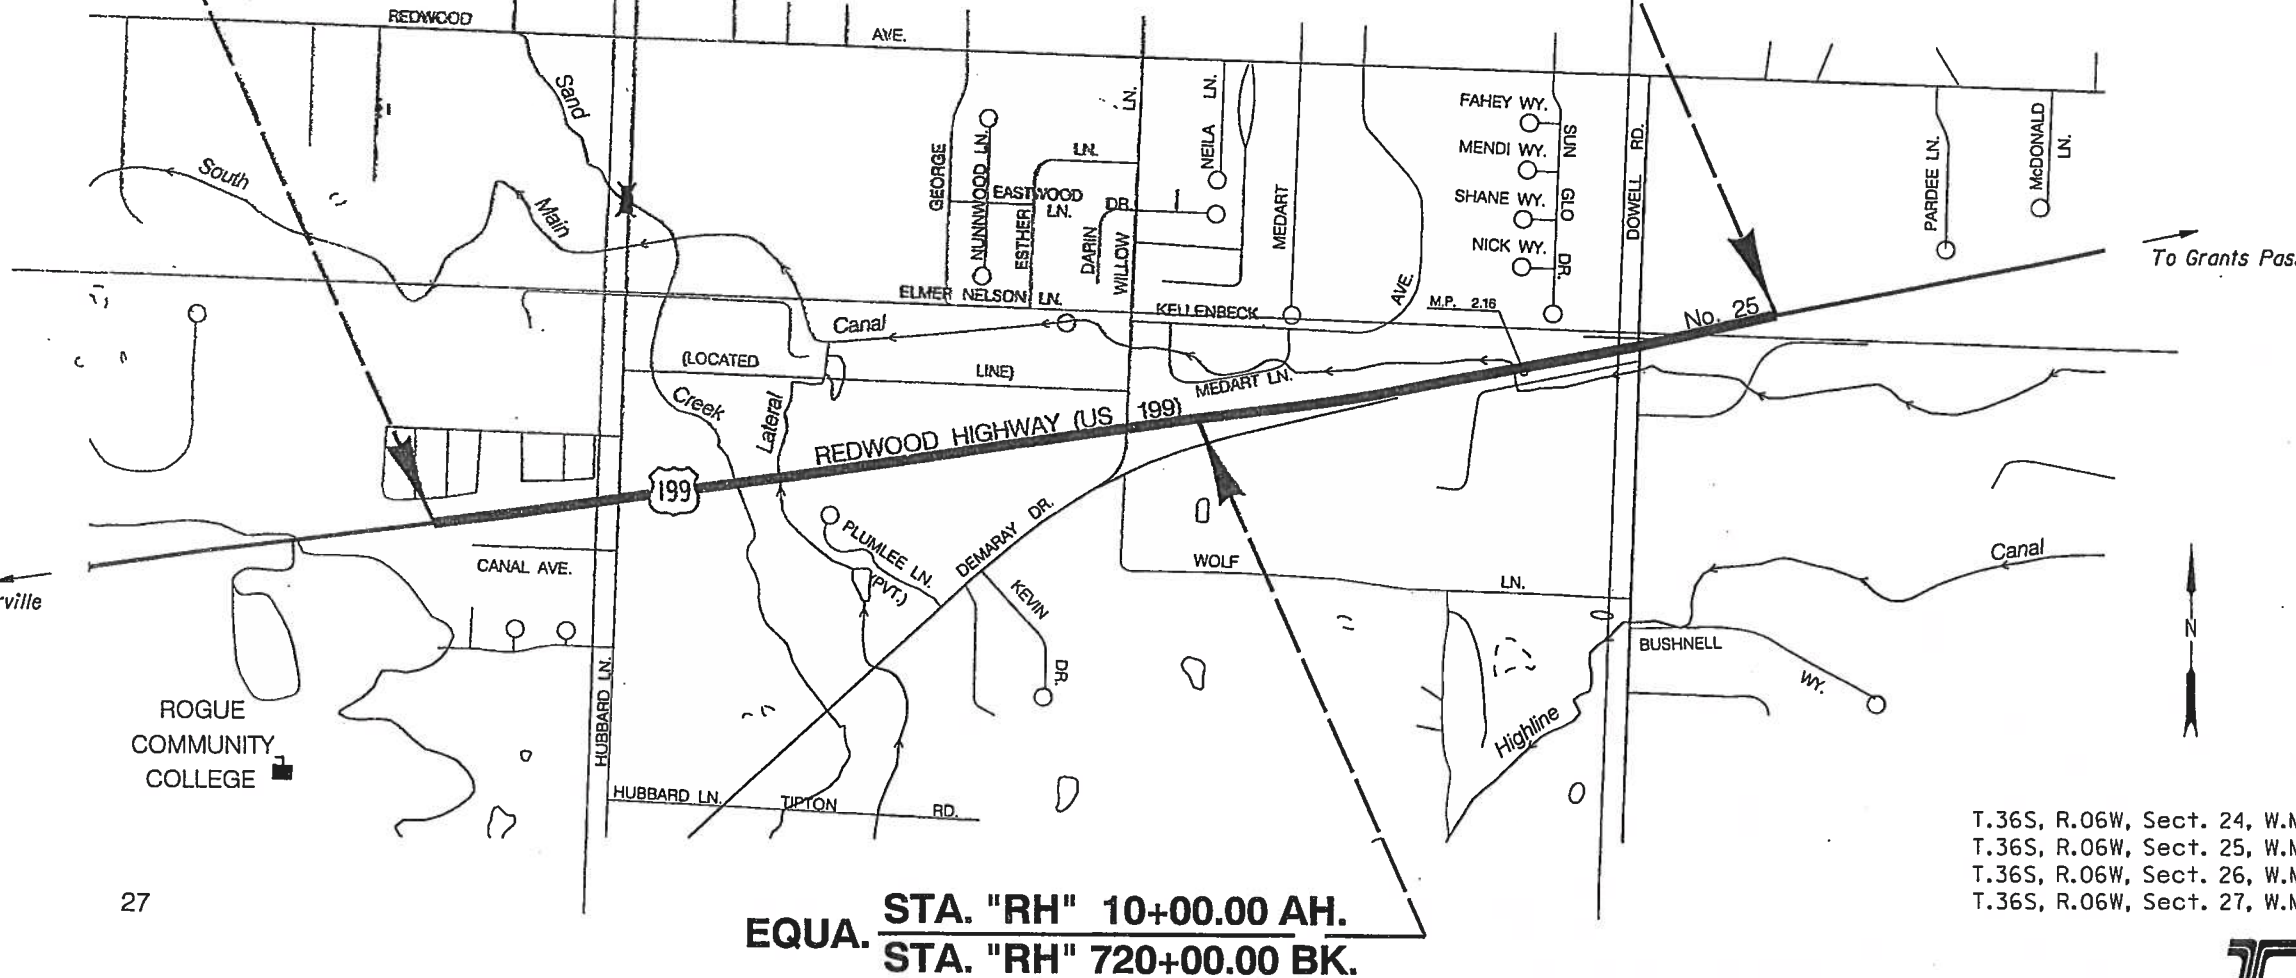 REDWOOD AVE.
Sand
South
Main
GEORGE
NUNNWOOD LN.
EASTWOOD
LN.
ESTHER
LN.
DARIN
DR.
WILLOW
LN.
NEILA LN.
MEDART
AVE.
FAHEY WY.
MENDI WY.
SHANE WY.
NICK WY.
SUN GLO DR.
DOWELL RD.
PARDEE LN.
McDONALD
LN.
To Grants Pas
ELMER NELSON LN.
KELLENBECK
M.P. 2.16
No. 25
Canal
(LOCATED LINE)
MEDART LN.
Creek
Lateral
REDWOOD HIGHWAY (US 199)
199
CANAL AVE.
PLUMLEE LN.
(PVT.)
DEMARAY DR.
KEVIN
DR.
WOLF LN.
Canal
rville
N
BUSHNELL
WY.
Highline
HUBBARD LN.
ROGUE
COMMUNITY
COLLEGE
HUBBARD LN.
TIPTON RD.
T.36S, R.06W, Sect. 24, W.M
T.36S, R.06W, Sect. 25, W.M
T.36S, R.06W, Sect. 26, W.M
T.36S, R.06W, Sect. 27, W.M
27
EQUA. STA. "RH" 10+00.00 AH.
STA. "RH" 720+00.00 BK.